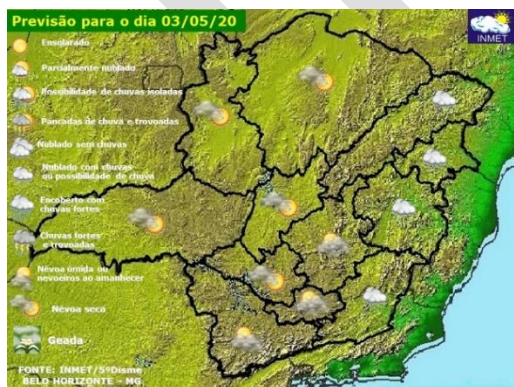 Previsão para o dia 03/05/20
INMET
Ensolarado
Parcialmente nublado
Possibilidade de chuvas isoladas
Pancadas de chuva e trovoadas
Nublado sem chuvas
Nublado com chuvas
ou possibilidade de chuva
Encoberto com
chuvas fortes
Chuvas fortes
e trovoadas
Névoa úmida ou
nevoeiros ao amanhecer
Névoa seca
Geada
FONTE: INMET/5ºDisme
BELO HORIZONTE - MG